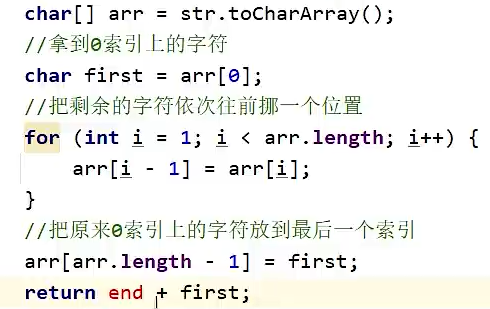 char[] arr = str.toCharArray();
//拿到0索引上的字符
char first = arr[0];
//把剩余的字符依次往前挪一个位置
for (int i = 1; i < arr.length; i++) {
    arr[i - 1] = arr[i];
}
//把原来0索引上的字符放到最后一个索引
arr[arr.length - 1] = first;
return end + first;